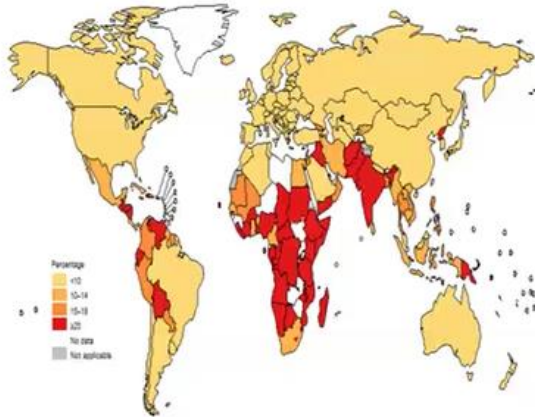 Percentage
<10
10–14
15–19
≥20
No data
Not applicable